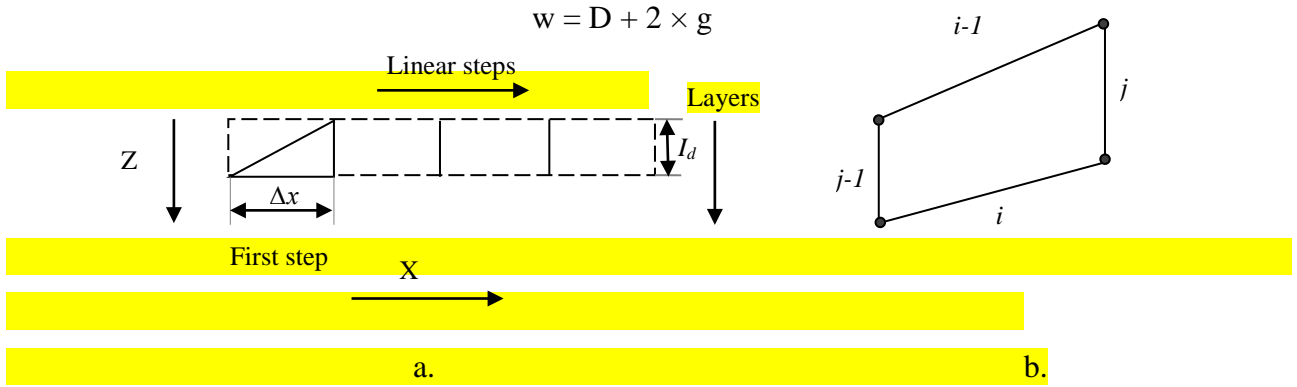 w = D + 2 × g
i-1
Linear steps
Layers
j
Z
I_d
j-1
Δx
i
First step
X
a.
b.